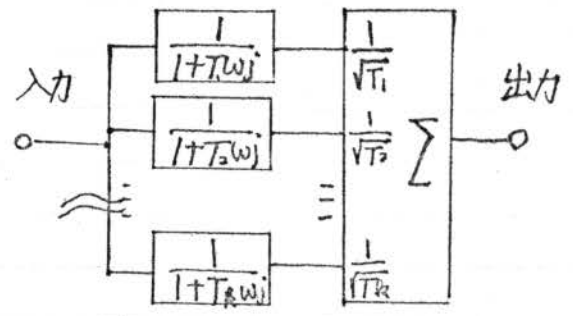 入力
1/(1+T₁ωj)
1/√T₁
出力
1/(1+T₂ωj)
1/√T₂
Σ
1/(1+Tₖωj)
1/√Tₖ